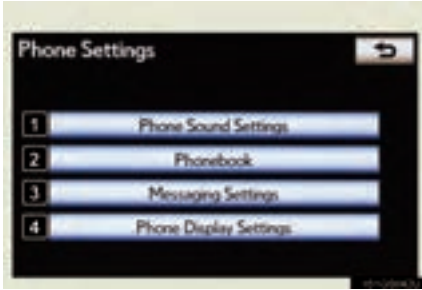 Phone Settings
1 Phone Sound Settings
2 Phonebook
3 Messaging Settings
4 Phone Display Settings